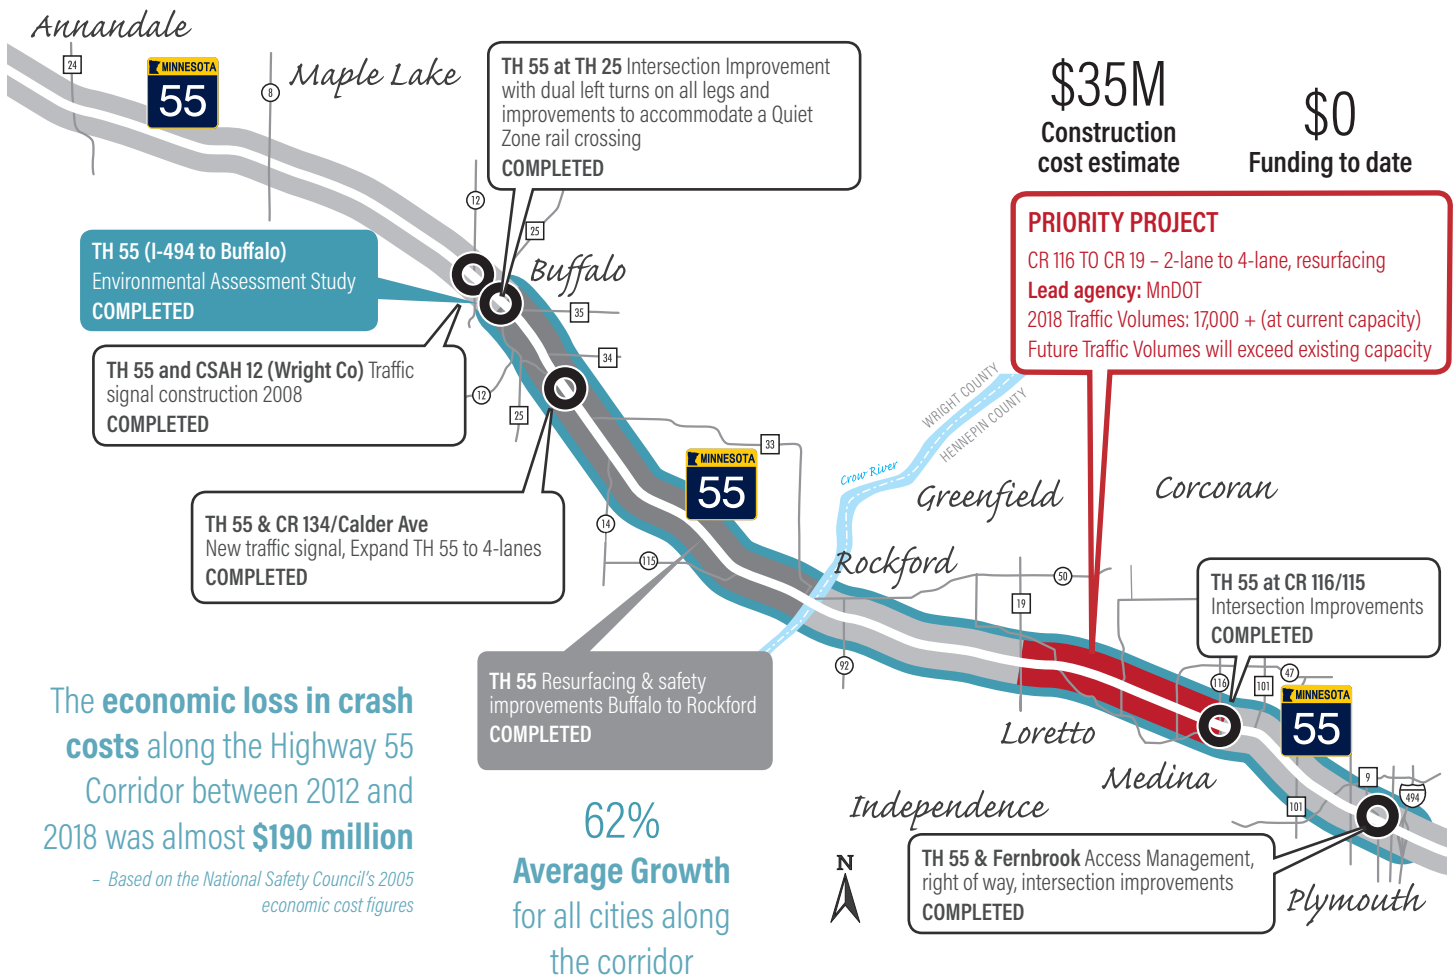 Annandale
24
MINNESOTA
55
8
Maple Lake
TH 55 at TH 25 Intersection Improvement
with dual left turns on all legs and
improvements to accommodate a Quiet
Zone rail crossing
COMPLETED
$35M
Construction
cost estimate
$0
Funding to date
PRIORITY PROJECT
CR 116 TO CR 19 – 2-lane to 4-lane, resurfacing
Lead agency: MnDOT
2018 Traffic Volumes: 17,000 + (at current capacity)
Future Traffic Volumes will exceed existing capacity
12
25
Buffalo
TH 55 (I-494 to Buffalo)
Environmental Assessment Study
COMPLETED
35
34
TH 55 and CSAH 12 (Wright Co) Traffic
signal construction 2008
COMPLETED
12
25
33
WRIGHT COUNTY
HENNEPIN COUNTY
Crow River
MINNESOTA
55
Greenfield
Corcoran
TH 55 & CR 134/Calder Ave
New traffic signal, Expand TH 55 to 4-lanes
COMPLETED
14
115
Rockford
50
19
92
TH 55 at CR 116/115
Intersection Improvements
COMPLETED
TH 55 Resurfacing & safety
improvements Buffalo to Rockford
COMPLETED
116
101
47
MINNESOTA
55
Loretto
Medina
Independence
9
494
101
The economic loss in crash
costs along the Highway 55
Corridor between 2012 and
2018 was almost $190 million
– Based on the National Safety Council's 2005
economic cost figures
62%
Average Growth
for all cities along
the corridor
N
TH 55 & Fernbrook Access Management,
right of way, intersection improvements
COMPLETED
Plymouth